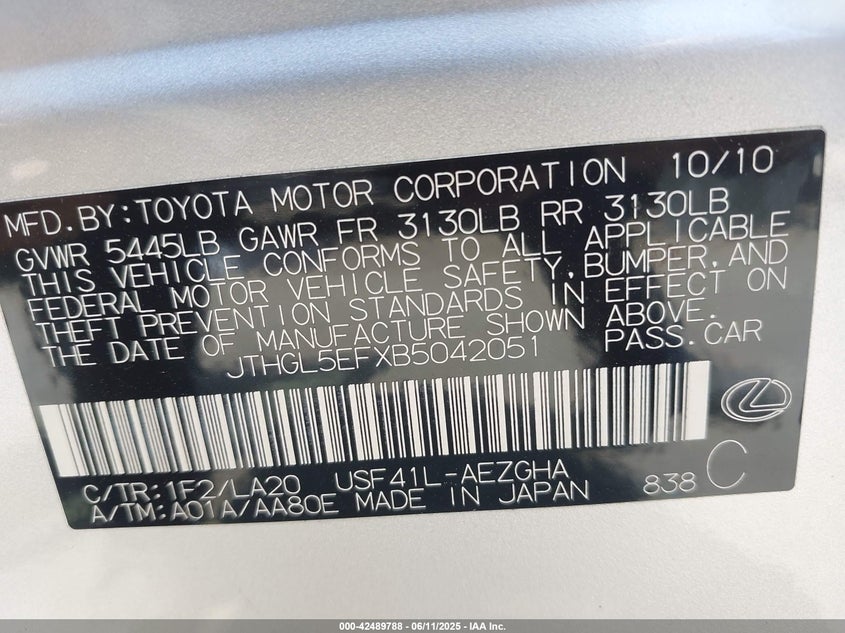 MFD.BY:TOYOTA MOTOR CORPORATION 10/10
GVWR 5445LB GAWR FR 3130LB RR 3130LB
THIS VEHICLE CONFORMS TO ALL APPLICABLE
FEDERAL MOTOR VEHICLE SAFETY,BUMPER,AND
THEFT PREVENTION STANDARDS IN EFFECT ON
THE DATE OF MANUFACTURE SHOWN ABOVE.
JTHGL5EFXB5042051 PASS.CAR
C/TR:1F2/LA20 USF41L-AEZGHA
A/TM:A01A/AA80E MADE IN JAPAN 838 C
000-42489788 - 06/11/2025 - IAA Inc.